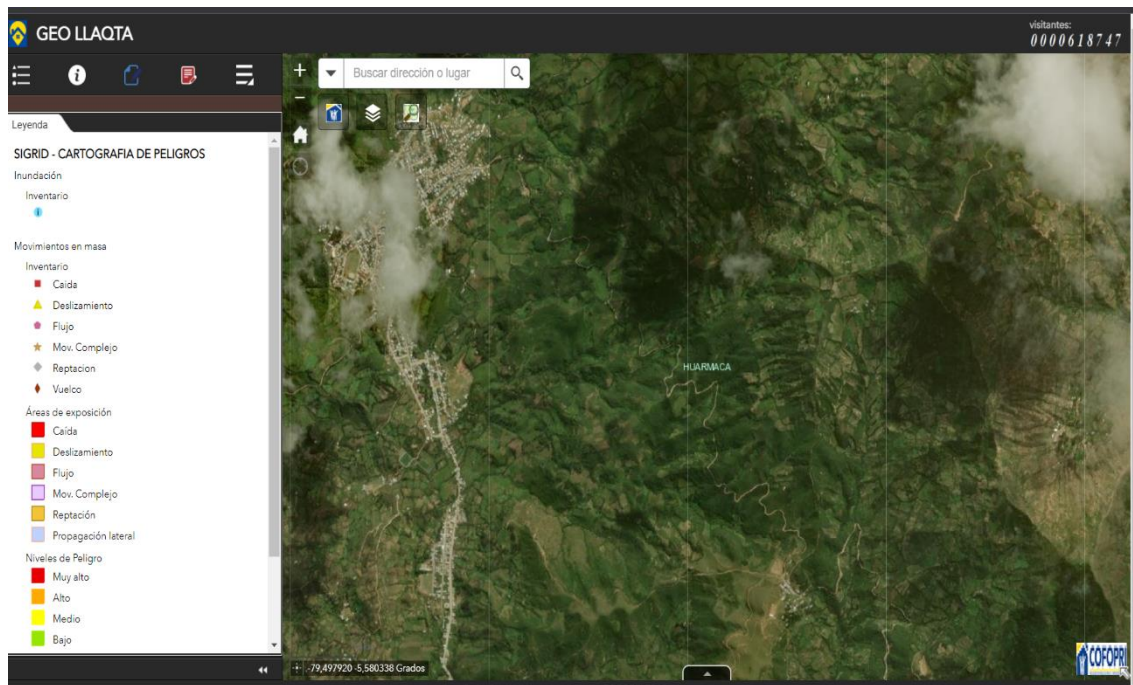 GEO LLAQTA
visitantes:
0000618747
Buscar dirección o lugar
Leyenda
SIGRID - CARTOGRAFIA DE PELIGROS
Inundación
Inventario
Movimientos en masa
Inventario
Caida
Deslizamiento
Flujo
Mov. Complejo
Reptacion
Vuelco
Áreas de exposición
Caída
Deslizamiento
Flujo
Mov. Complejo
Reptación
Propagación lateral
Niveles de Peligro
Muy alto
Alto
Medio
Bajo
HUARMACA
-79,497920 -5,580338 Grados
COFOPRI